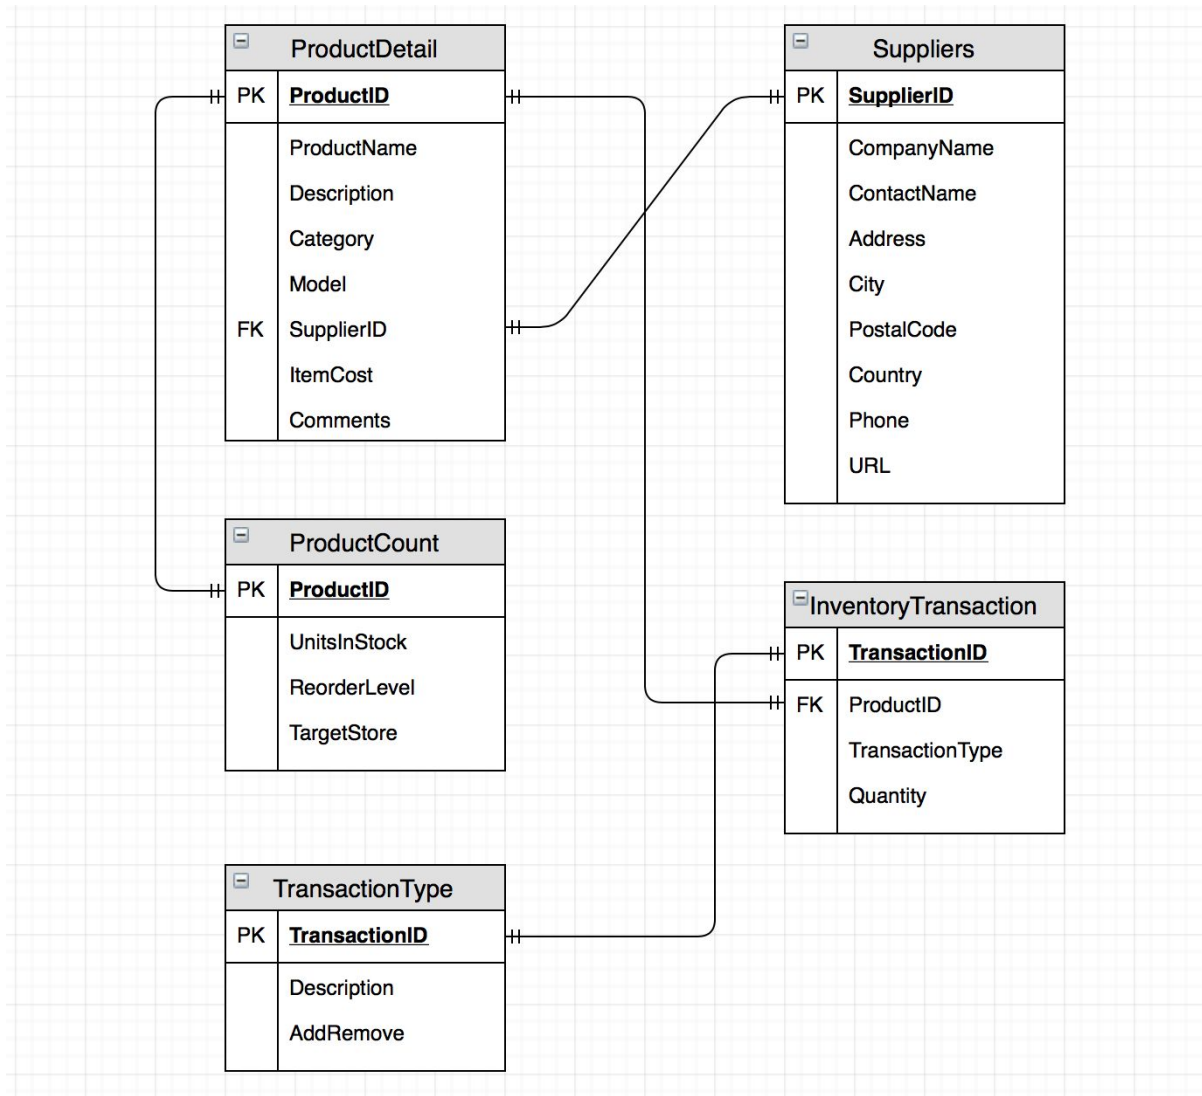 ProductDetail
PK ProductID
ProductName
Description
Category
Model
FK SupplierID
ItemCost
Comments
Suppliers
PK SupplierID
CompanyName
ContactName
Address
City
PostalCode
Country
Phone
URL
ProductCount
PK ProductID
UnitsInStock
ReorderLevel
TargetStore
InventoryTransaction
PK TransactionID
FK ProductID
TransactionType
Quantity
TransactionType
PK TransactionID
Description
AddRemove